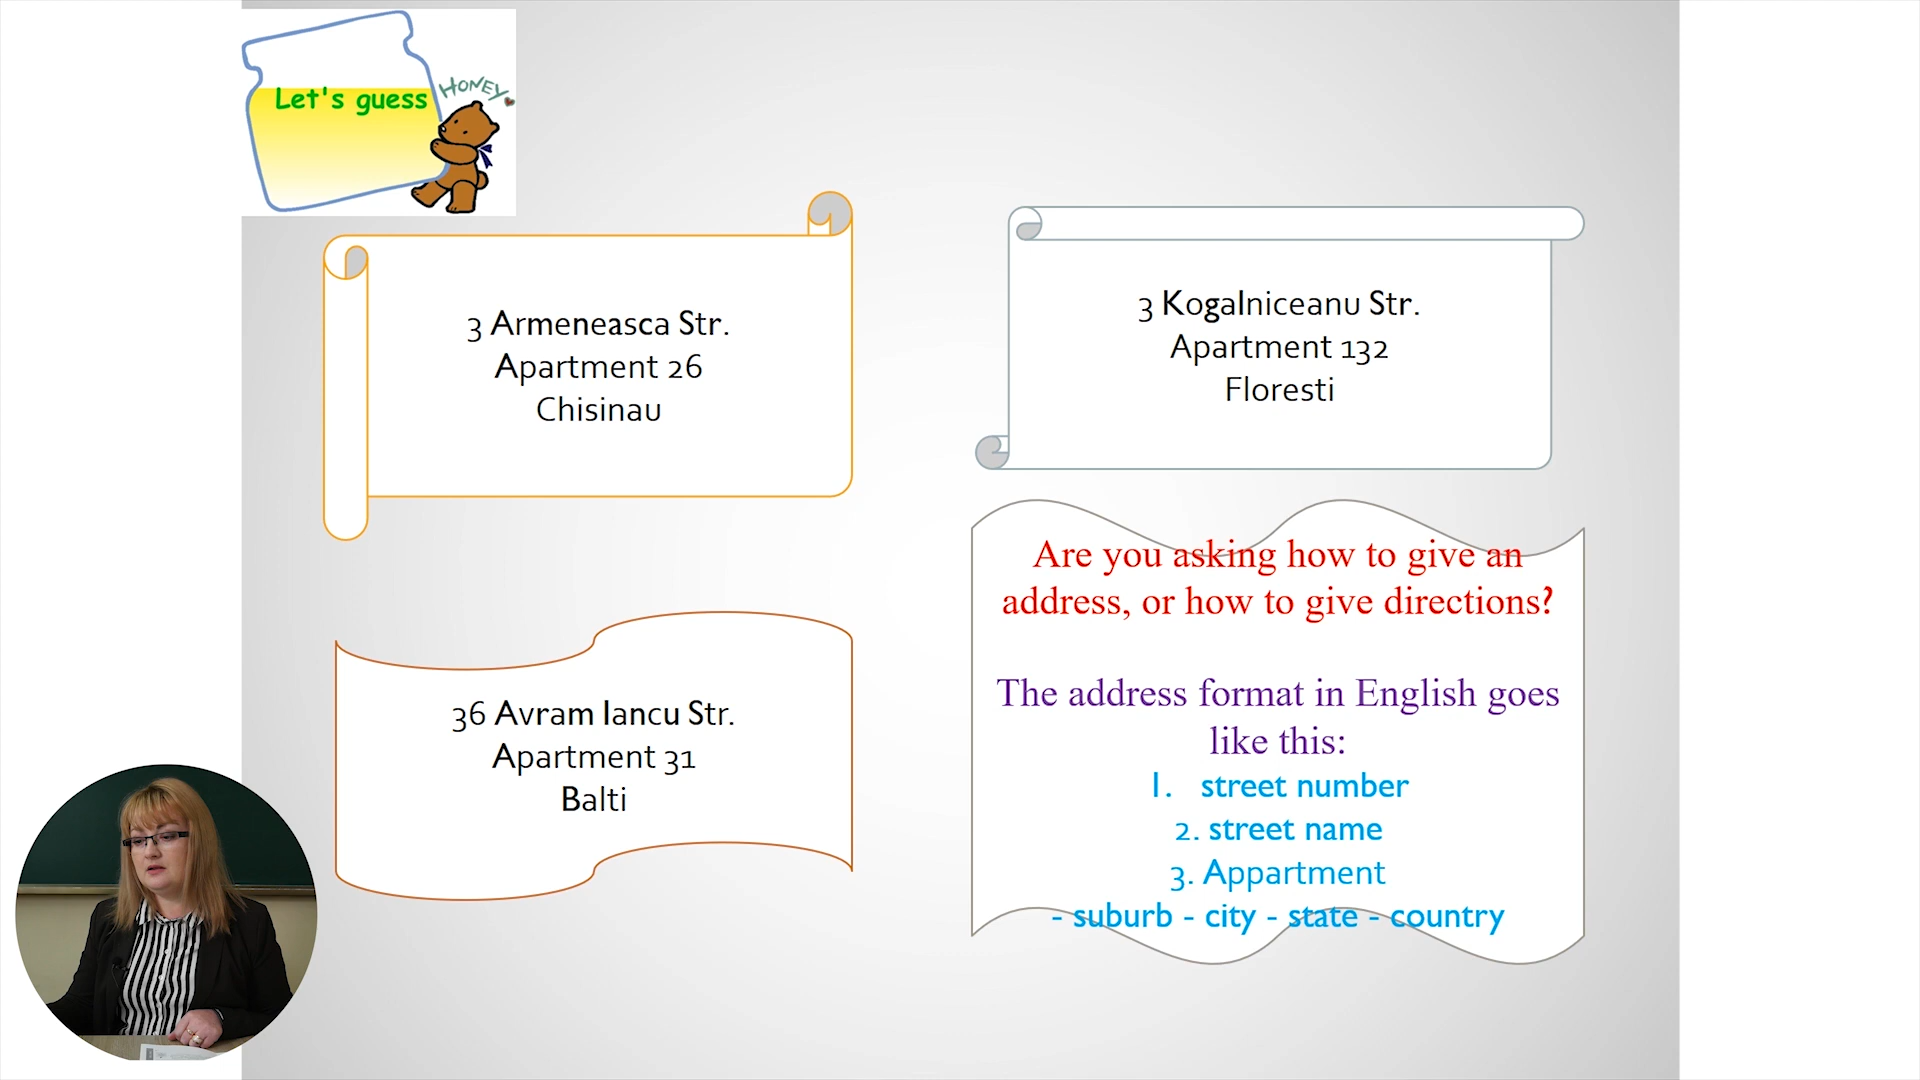 Let's guess
HONEY
3 Armeneasca Str.
Apartment 26
Chisinau
3 Kogalniceanu Str.
Apartment 132
Floresti
36 Avram Iancu Str.
Apartment 31
Balti
Are you asking how to give an
address, or how to give directions?
The address format in English goes
like this:
1. street number
2. street name
3. Appartment
- suburb - city - state - country